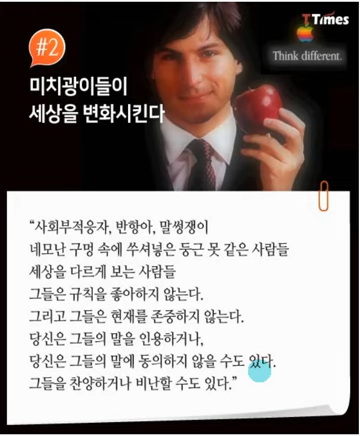 TTimes
#2
Think different.
미치광이들이
세상을 변화시킨다
“사회부적응자, 반항아, 말썽쟁이
네모난 구멍 속에 쑤셔넣은 둥근 못 같은 사람들
세상을 다르게 보는 사람들
그들은 규칙을 좋아하지 않는다.
그리고 그들은 현재를 존중하지 않는다.
당신은 그들의 말을 인용하거나,
당신은 그들의 말에 동의하지 않을 수도 있다.
그들을 찬양하거나 비난할 수도 있다.”